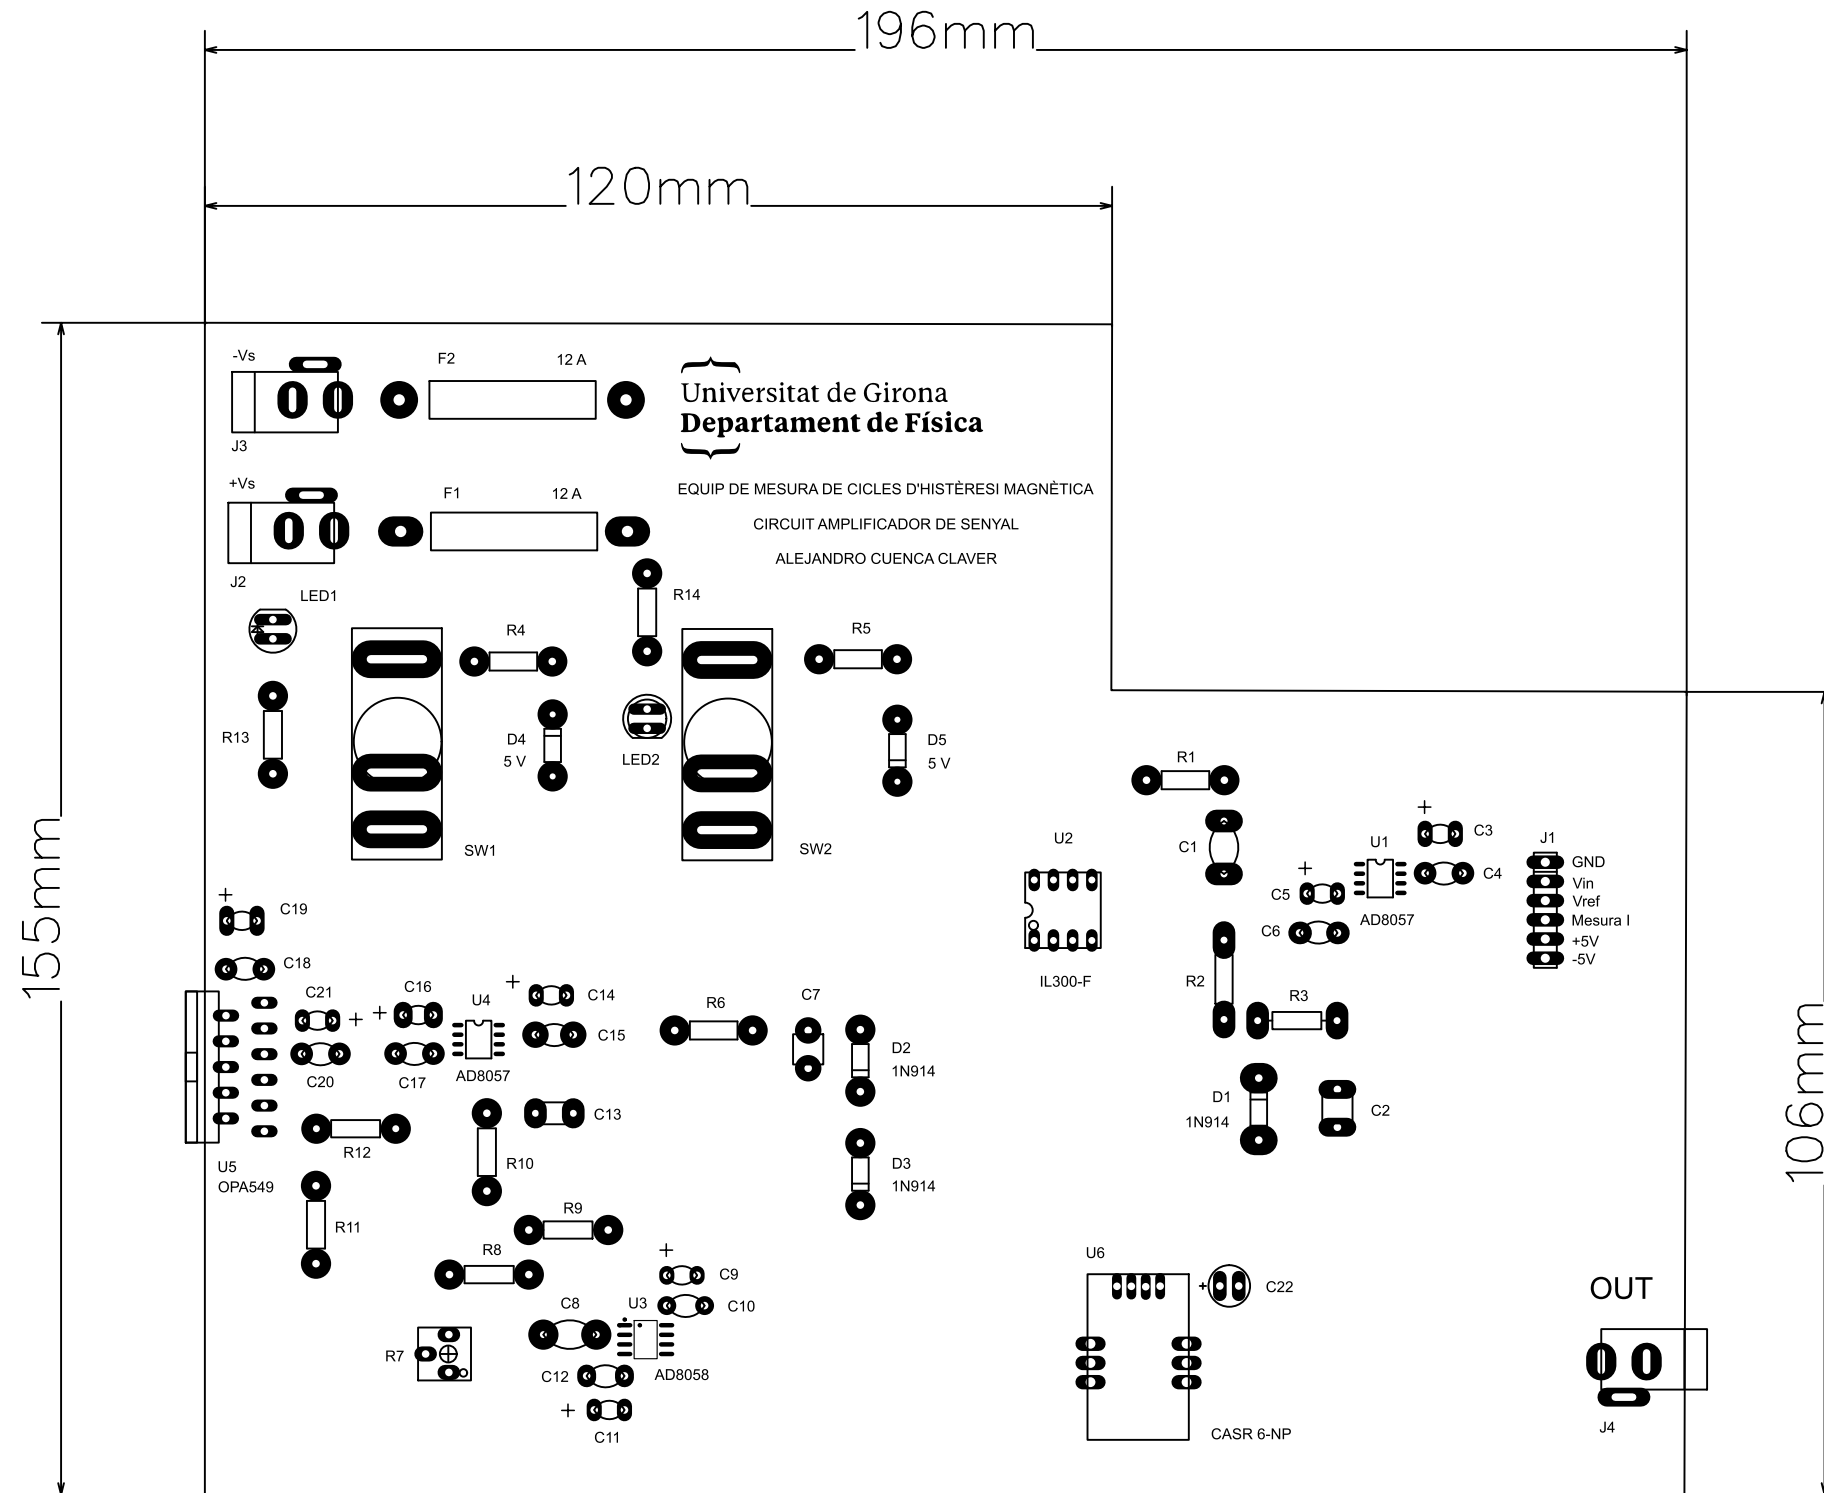 196mm
120mm
-Vs
F2
12 A
Universitat de Girona
Departament de Física
J3
+Vs
F1
12 A
EQUIP DE MESURA DE CICLES D'HISTÈRESI MAGNÈTICA
CIRCUIT AMPLIFICADOR DE SENYAL
ALEJANDRO CUENCA CLAVER
J2
LED1
R14
R4
R5
R13
D4
5 V
LED2
D5
5 V
SW1
SW2
155mm
R1
C1
U2
IL300-F
+
C3
U1
C4
+
C5
C6
AD8057
J1
GND
Vin
Vref
Mesura I
+5V
-5V
R2
R3
D1
1N914
C2
106mm
+
C19
C18
C21
+
C20
+
C16
C17
U4
AD8057
+
C14
C15
R6
C7
D2
1N914
C13
R12
R10
D3
1N914
U5
OPA549
R11
R9
R8
+
C9
C10
C8
U3
R7
C12
AD8058
+
C11
U6
+
C22
CASR 6-NP
OUT
J4